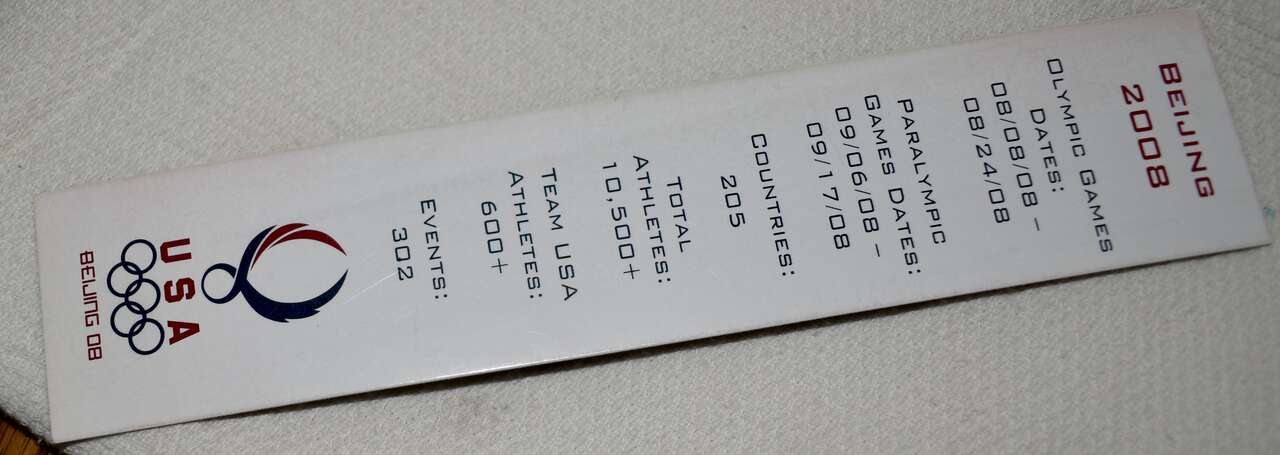 BEIJING
2008
OLYMPIC GAMES
DATES:
08/08/08 -
08/24/08
PARALYMPIC
GAMES DATES:
09/06/08 -
09/17/08
COUNTRIES:
205
TOTAL
ATHLETES:
10,500+
TEAM USA
ATHLETES:
600+
EVENTS:
302
USA
BEIJING 08